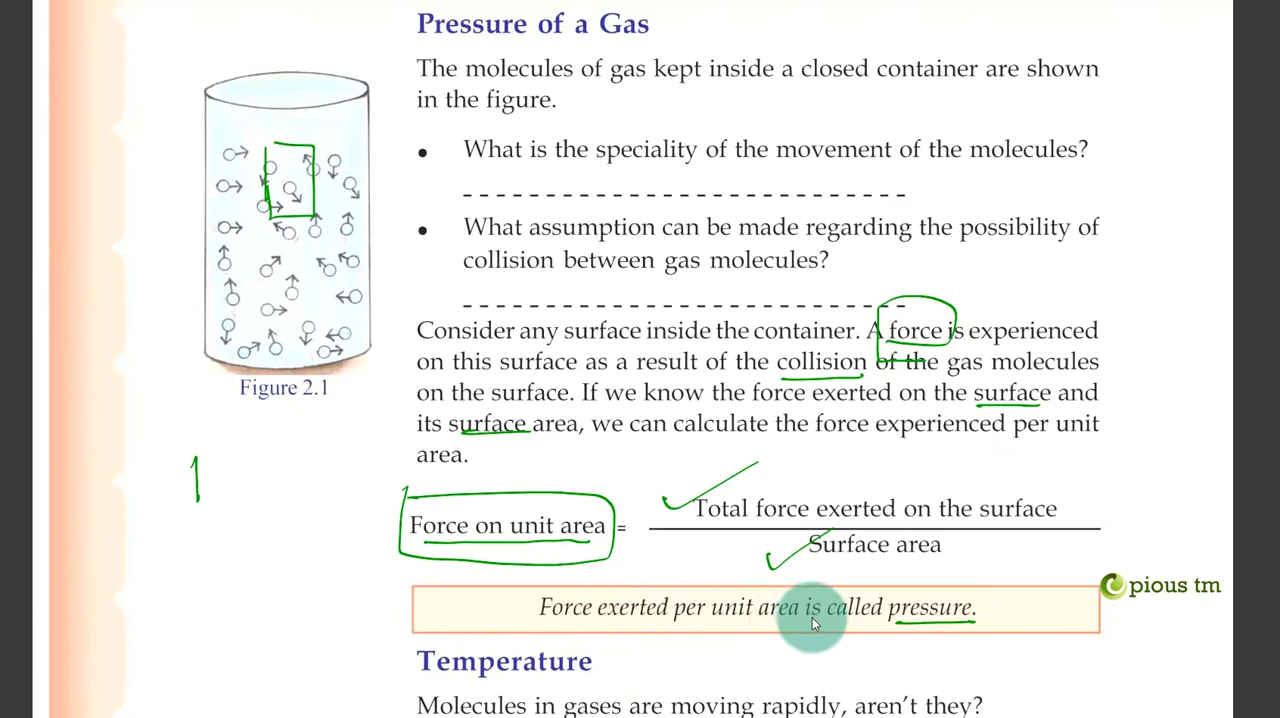 Pressure of a Gas
The molecules of gas kept inside a closed container are shown
in the figure.
• What is the speciality of the movement of the molecules?
• What assumption can be made regarding the possibility of
collision between gas molecules?
Consider any surface inside the container. A force is experienced
on this surface as a result of the collision of the gas molecules
on the surface. If we know the force exerted on the surface and
its surface area, we can calculate the force experienced per unit
area.
Figure 2.1
Force on unit area = Total force exerted on the surface
Surface area
Force exerted per unit area is called pressure.
pious tm
Temperature
Molecules in gases are moving rapidly, aren't they?